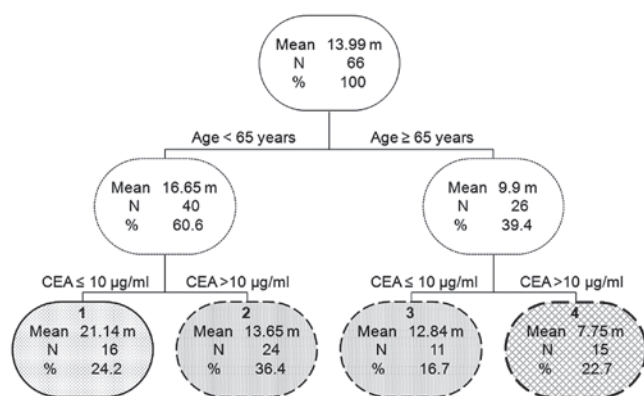 Mean 13.99 m
N 66
% 100
Age < 65 years
Age ≥ 65 years
Mean 16.65 m
N 40
% 60.6
Mean 9.9 m
N 26
% 39.4
CEA ≤ 10 µg/ml
CEA >10 µg/ml
CEA ≤ 10 µg/ml
CEA>10 µg/ml
1
Mean 21.14 m
N 16
% 24.2
2
Mean 13.65 m
N 24
% 36.4
3
Mean 12.84 m
N 11
% 16.7
4
Mean 7.75 m
N 15
% 22.7